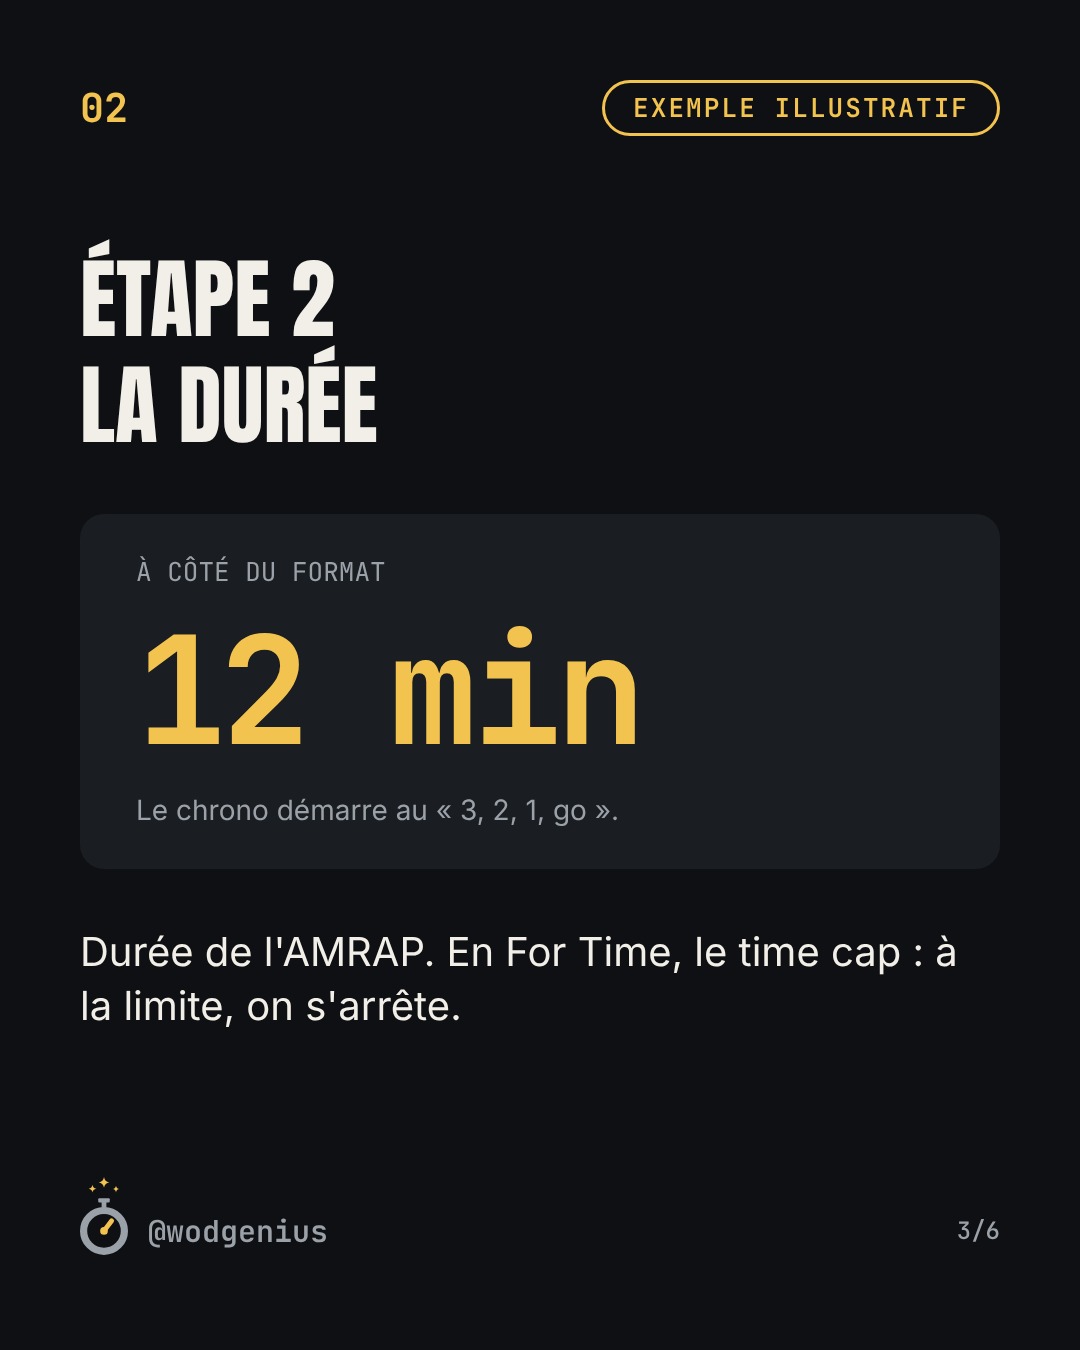 02
EXEMPLE ILLUSTRATIF
ÉTAPE 2
LA DURÉE
À CÔTÉ DU FORMAT
12 min
Le chrono démarre au « 3, 2, 1, go ».
Durée de l'AMRAP. En For Time, le time cap : à
la limite, on s'arrête.
@wodgenius
3/6